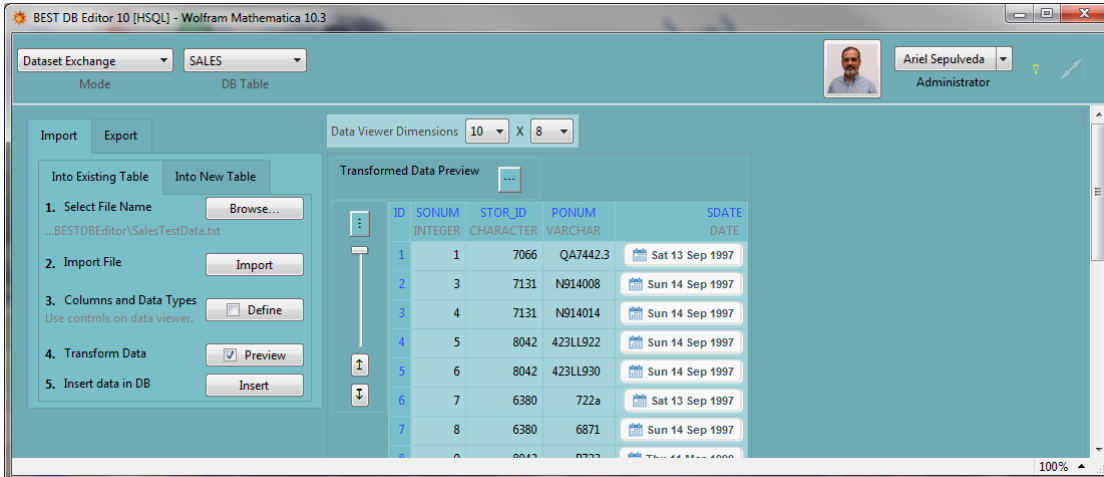 BEST DB Editor 10 [HSQL] - Wolfram Mathematica 10.3
Dataset Exchange SALES Ariel Sepulveda
Mode DB Table Administrator
Import Export
Data Viewer Dimensions 10 X 8
Into Existing Table Into New Table
Transformed Data Preview ...
1. Select File Name Browse...
...BESTDBEditor\SalesTestData.txt
2. Import File Import
3. Columns and Data Types Define
Use controls on data viewer.
4. Transform Data Preview
5. Insert data in DB Insert
ID SONUM STOR_ID PONUM SDATE
INTEGER CHARACTER VARCHAR DATE
1 1 7066 QA7442.3 Sat 13 Sep 1997
2 3 7131 N914008 Sun 14 Sep 1997
3 4 7131 N914014 Sun 14 Sep 1997
4 5 8042 423LL922 Sun 14 Sep 1997
5 6 8042 423LL930 Sun 14 Sep 1997
6 7 6380 722a Sat 13 Sep 1997
7 8 6380 6871 Sun 14 Sep 1997
100%